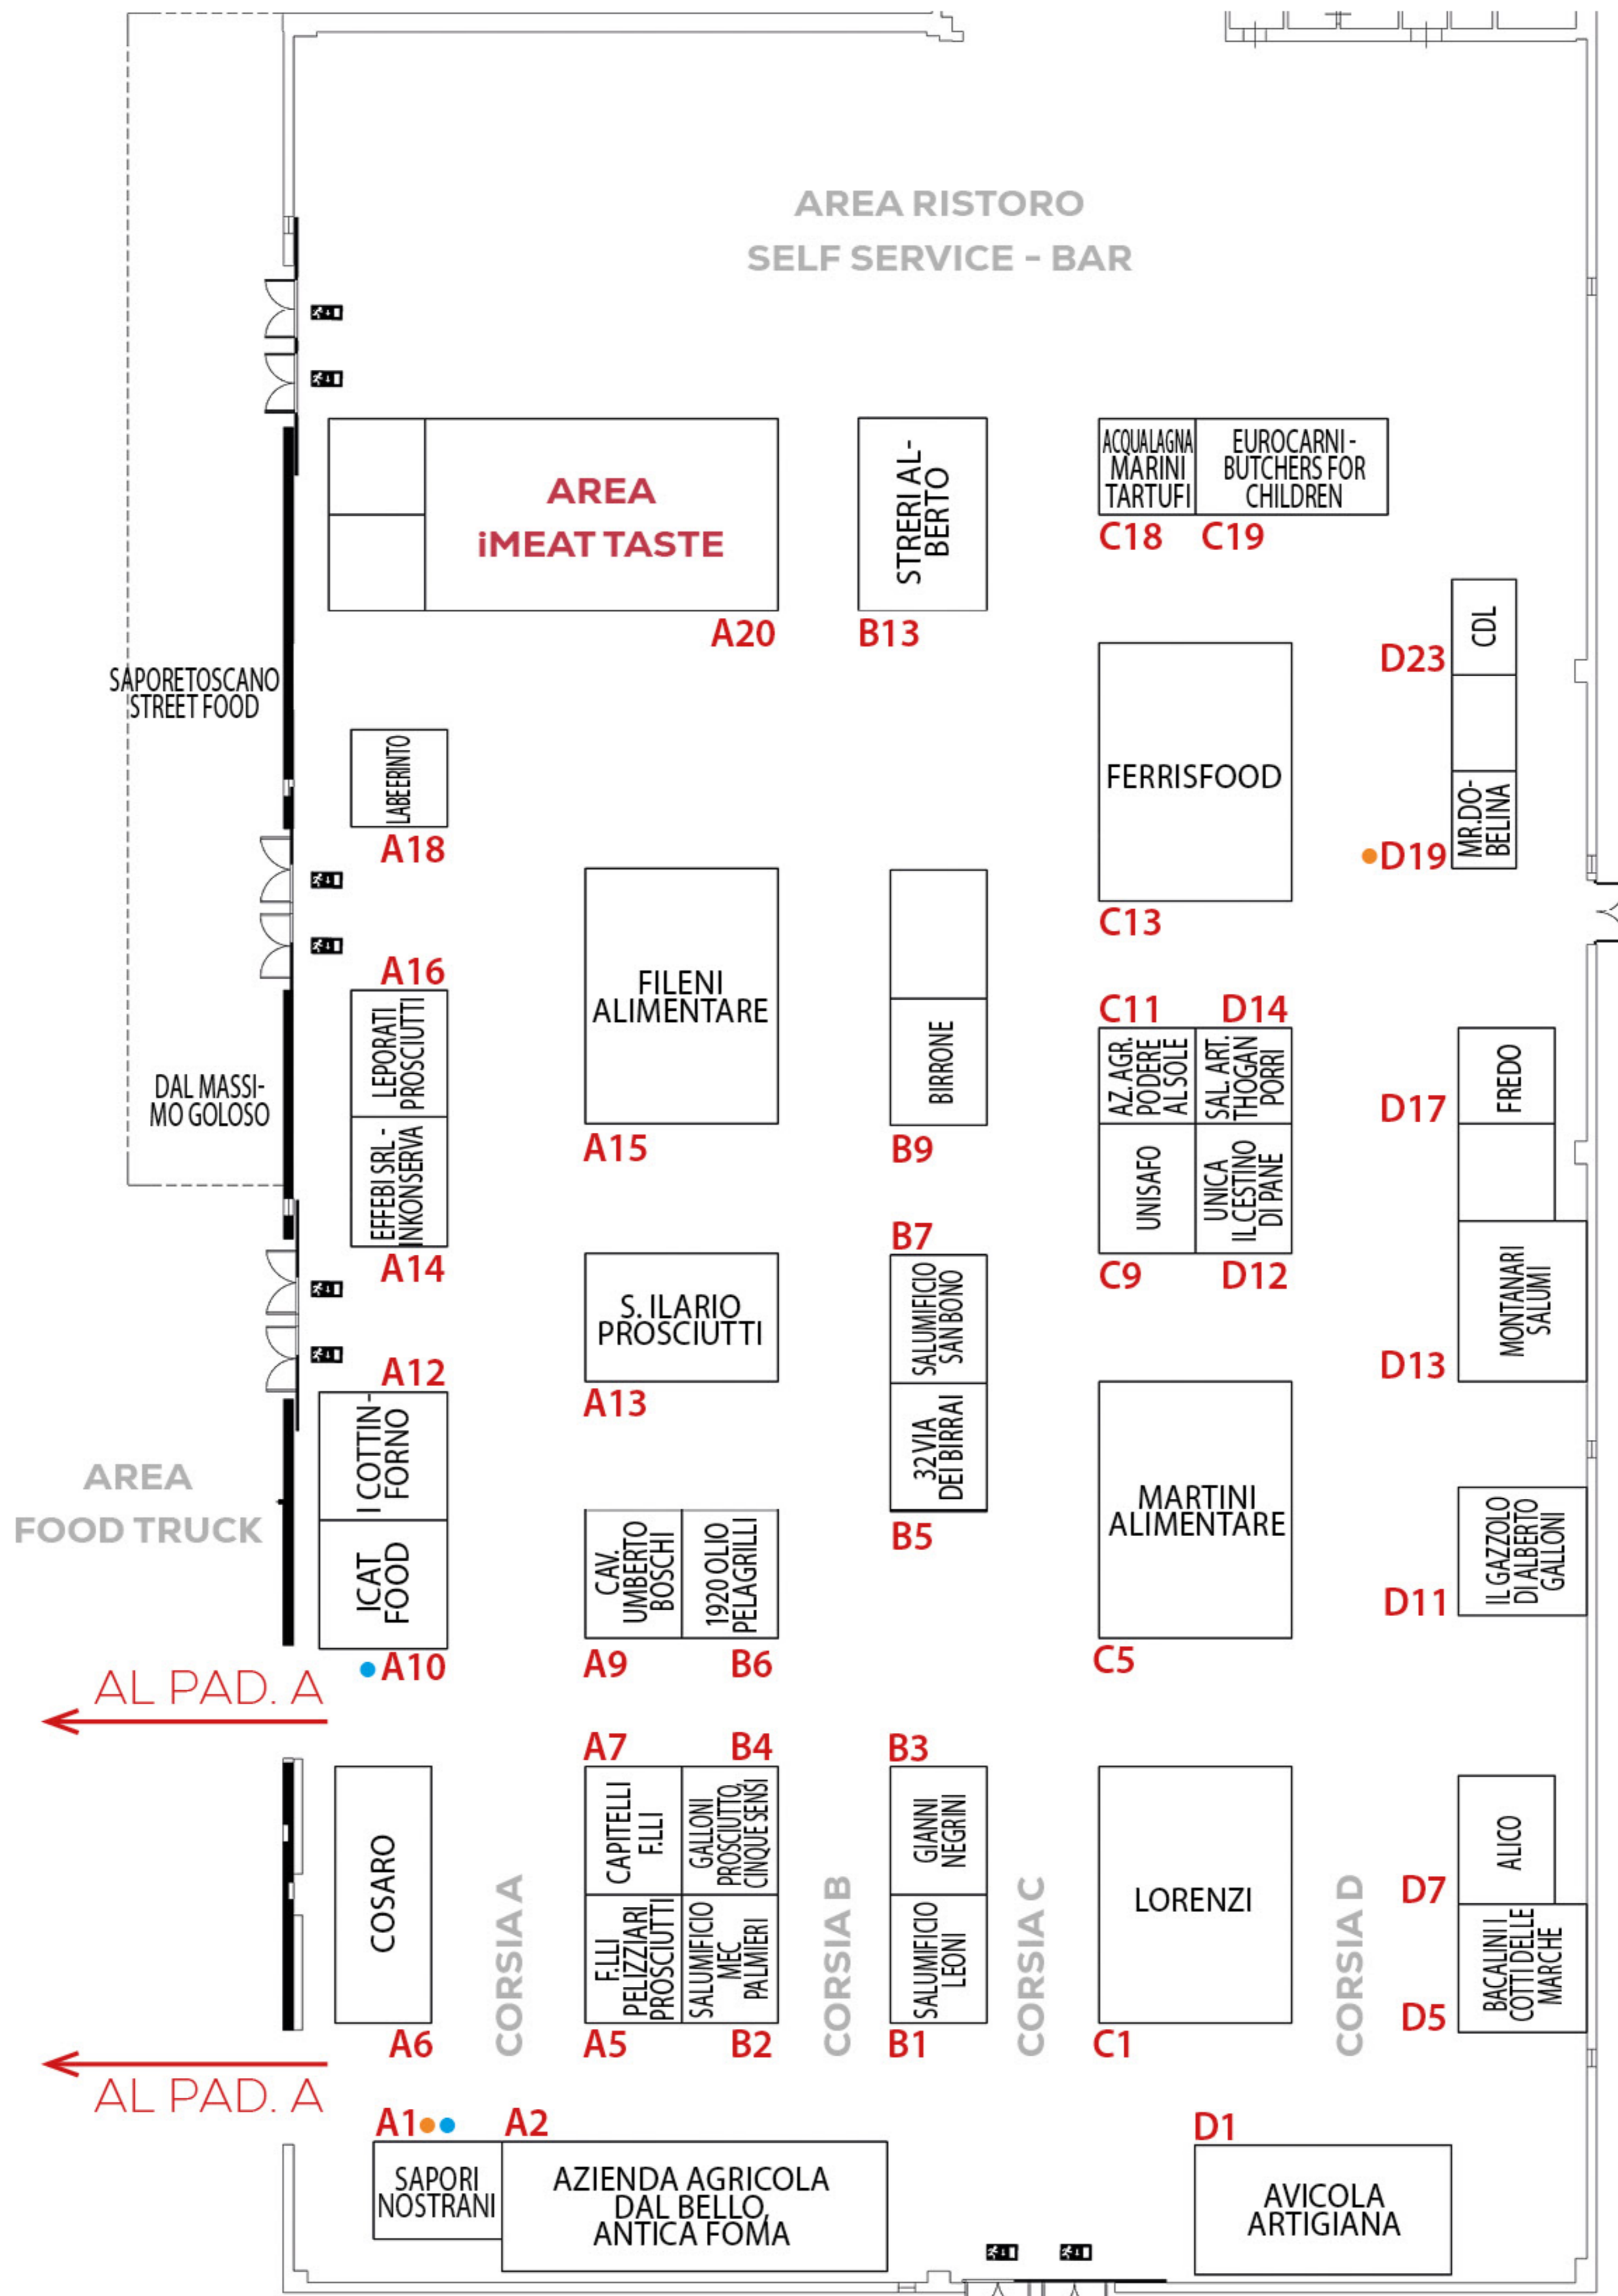 AREA RISTORO
SELF SERVICE - BAR
AREA
iMEAT TASTE
A20
STRERI AL-
BERTO
B13
ACQUALAGNA
MARINI
TARTUFI
C18
EUROCARNI -
BUTCHERS FOR
CHILDREN
C19
CDL
D23
SAPORETOSCANO
STREET FOOD
LABEERINTO
A18
FERRISFOOD
C13
MR.DO-
BELINA
D19
FILENI
ALIMENTARE
A15
A16
LEPORATI
PROSCIUTTI
EFFEBI SRL -
INKONSERVA
A14
DAL MASSI-
MO GOLOSO
BIRRONE
B9
C11
AZ. AGR.
PODERE
AL SOLE
D14
SAL. ART.
THOGAN
PORRI
UNISAFO
C9
UNICA
IL CESTINO
DI PANE
D12
FREDO
D17
MONTANARI
SALUMI
D13
S. ILARIO
PROSCIUTTI
A13
B7
SALUMIFICIO
SAN BONO
32 VIA
DEI BIRRAI
B5
A12
I COTTIN-
FORNO
ICAT
FOOD
A10
AREA
FOOD TRUCK
CAV.
UMBERTO
BOSCHI
A9
1920 OLIO
PELAGRILLI
B6
MARTINI
ALIMENTARE
C5
IL GAZZOLO
DI ALBERTO
GALLONI
D11
AL PAD. A
COSARO
A6
CORSIA A
A7
CAPITELLI
F.LLI
B4
GALLONI
PROSCIUTTO,
CINQUE SENSI
F.LLI
PELIZZIARI
PROSCIUTTI
A5
SALUMIFICIO
MEC
PALMIERI
B2
CORSIA B
B3
GIANNI
NEGRINI
SALUMIFICIO
LEONI
B1
CORSIA C
LORENZI
C1
CORSIA D
ALICO
D7
BACALINI I
COTTI DELLE
MARCHE
D5
AL PAD. A
A1
SAPORI
NOSTRANI
A2
AZIENDA AGRICOLA
DAL BELLO,
ANTICA FOMA
D1
AVICOLA
ARTIGIANA